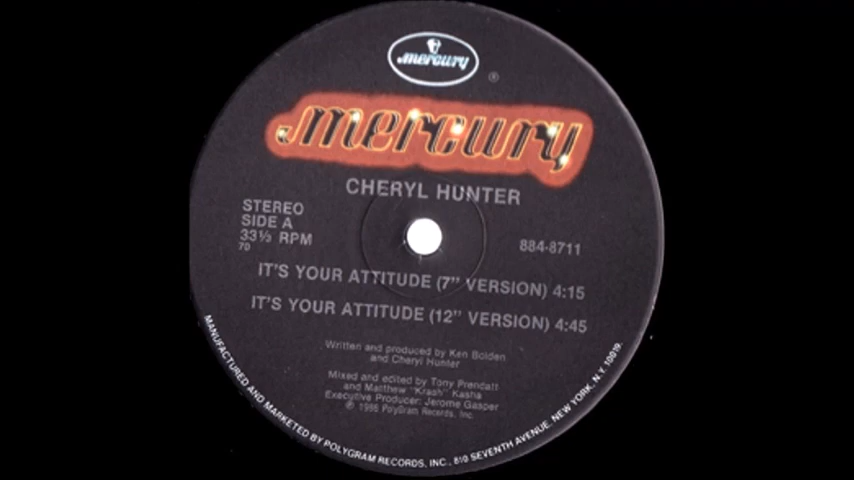 mercury
®
mercury
CHERYL HUNTER
STEREO
SIDE A
33⅓ RPM
70
884-8711
IT'S YOUR ATTITUDE (7" VERSION) 4:15
IT'S YOUR ATTITUDE (12" VERSION) 4:45
Written and produced by Ken Bolden
and Cheryl Hunter
Mixed and edited by Tony Prendatt
and Matthew "Krash" Kasha
Executive Producer: Jerome Gasper
℗ 1986 PolyGram Records, Inc.
MANUFACTURED AND MARKETED BY POLYGRAM RECORDS, INC., 810 SEVENTH AVENUE, NEW YORK, N.Y. 10019.